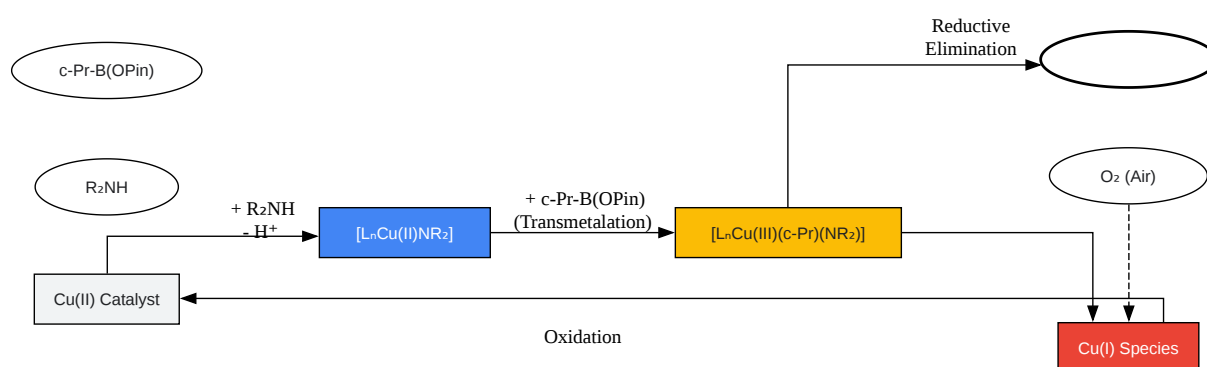 Reductive
Elimination
c-Pr-B(OPin)
O₂ (Air)
R₂NH
+ R₂NH
- H⁺
+ c-Pr-B(OPin)
(Transmetalation)
[LₙCu(II)NR₂]
[LₙCu(III)(c-Pr)(NR₂)]
Cu(II) Catalyst
Oxidation
Cu(I) Species